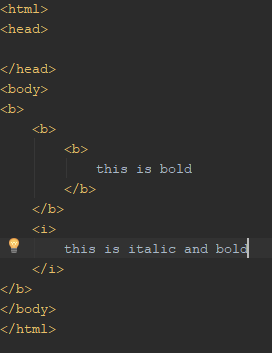 <html>
<head>
</head>
<body>
<b>
<b>
<b>
this is bold
</b>
</b>
<i>
this is italic and bold
</i>
</b>
</body>
</html>